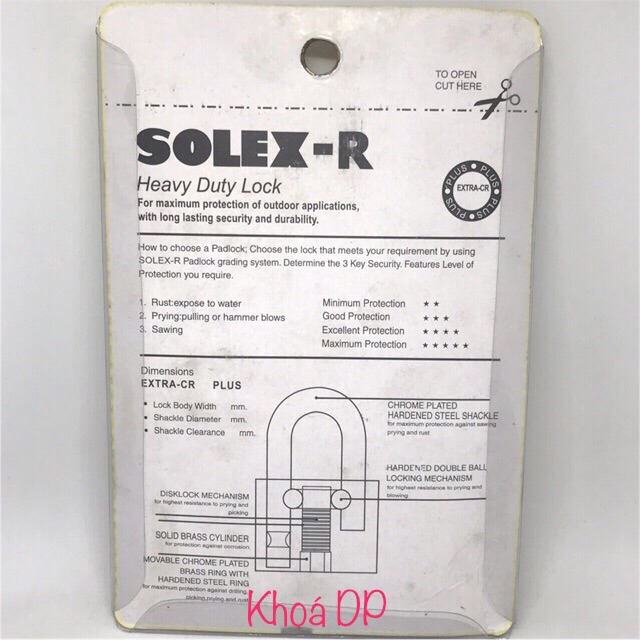 TO OPEN
CUT HERE
SOLEX-R
Heavy Duty Lock
For maximum protection of outdoor applications,
with long lasting security and durability.
PLUS • PLUS • PLUS • PLUS •
EXTRA-CR
How to choose a Padlock; Choose the lock that meets your requirement by using
SOLEX-R Padlock grading system. Determine the 3 Key Security. Features Level of
Protection you require.
1. Rust:expose to water
2. Prying:pulling or hammer blows
3. Sawing
Minimum Protection ★ ★
Good Protection ★ ★ ★
Excellent Protection ★ ★ ★ ★
Maximum Protection ★ ★ ★ ★ ★
Dimensions
EXTRA-CR PLUS
• Lock Body Width mm.
• Shackle Diameter mm.
• Shackle Clearance mm.
CHROME PLATED
HARDENED STEEL SHACKLE
for maximum protection against sawing
prying and rust
HARDENED DOUBLE BALL
LOCKING MECHANISM
for highest resistance to prying and
blowing
DISKLOCK MECHANISM
for highest resistance to prying and
picking
SOLID BRASS CYLINDER
for protection against corrosion
MOVABLE CHROME PLATED
BRASS RING WITH
HARDENED STEEL RING
for maximum protection against drilling,
picking,prying and rust
Khoá DP